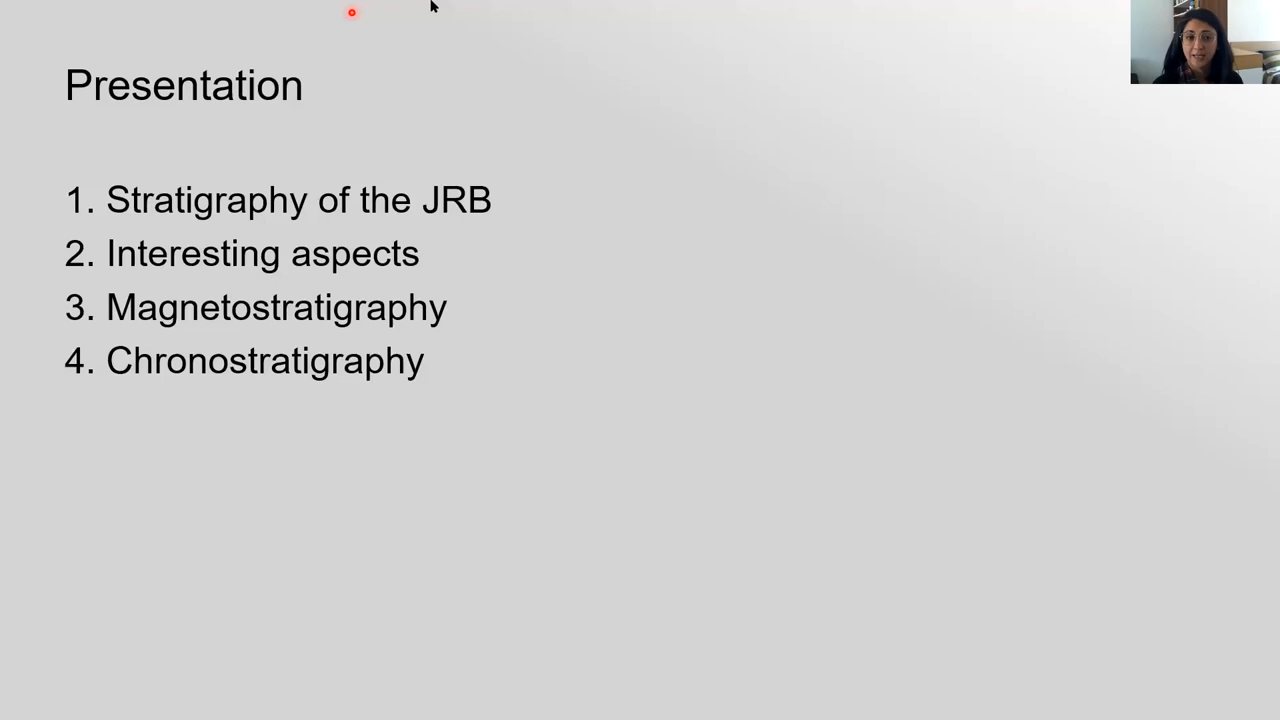 Presentation
1. Stratigraphy of the JRB
2. Interesting aspects
3. Magnetostratigraphy
4. Chronostratigraphy